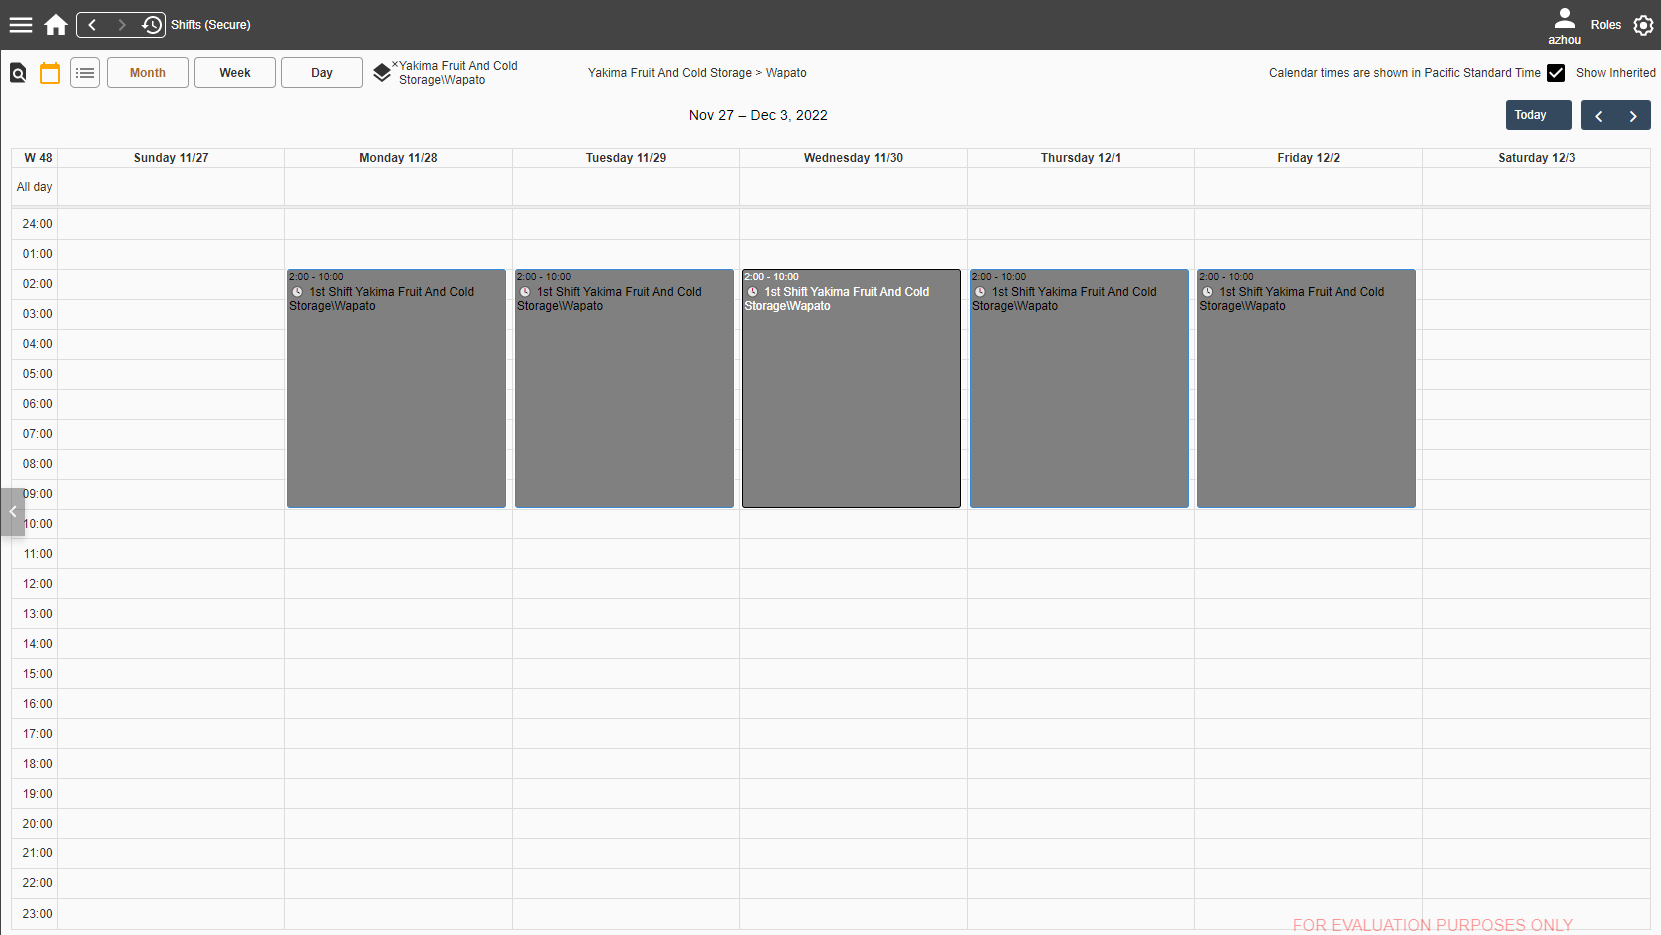 Shifts (Secure)
azhou
Roles
Month
Week
Day
×Yakima Fruit And Cold
Storage\Wapato
Yakima Fruit And Cold Storage > Wapato
Calendar times are shown in Pacific Standard Time
Show Inherited
Nov 27 – Dec 3, 2022
Today
W 48
Sunday 11/27
Monday 11/28
Tuesday 11/29
Wednesday 11/30
Thursday 12/1
Friday 12/2
Saturday 12/3
All day
24:00
01:00
02:00
03:00
04:00
05:00
06:00
07:00
08:00
09:00
10:00
11:00
12:00
13:00
14:00
15:00
16:00
17:00
18:00
19:00
20:00
21:00
22:00
23:00
2:00 - 10:00
1st Shift Yakima Fruit And Cold
Storage\Wapato
2:00 - 10:00
1st Shift Yakima Fruit And Cold
Storage\Wapato
2:00 - 10:00
1st Shift Yakima Fruit And Cold
Storage\Wapato
2:00 - 10:00
1st Shift Yakima Fruit And Cold
Storage\Wapato
2:00 - 10:00
1st Shift Yakima Fruit And Cold
Storage\Wapato
FOR EVALUATION PURPOSES ONLY